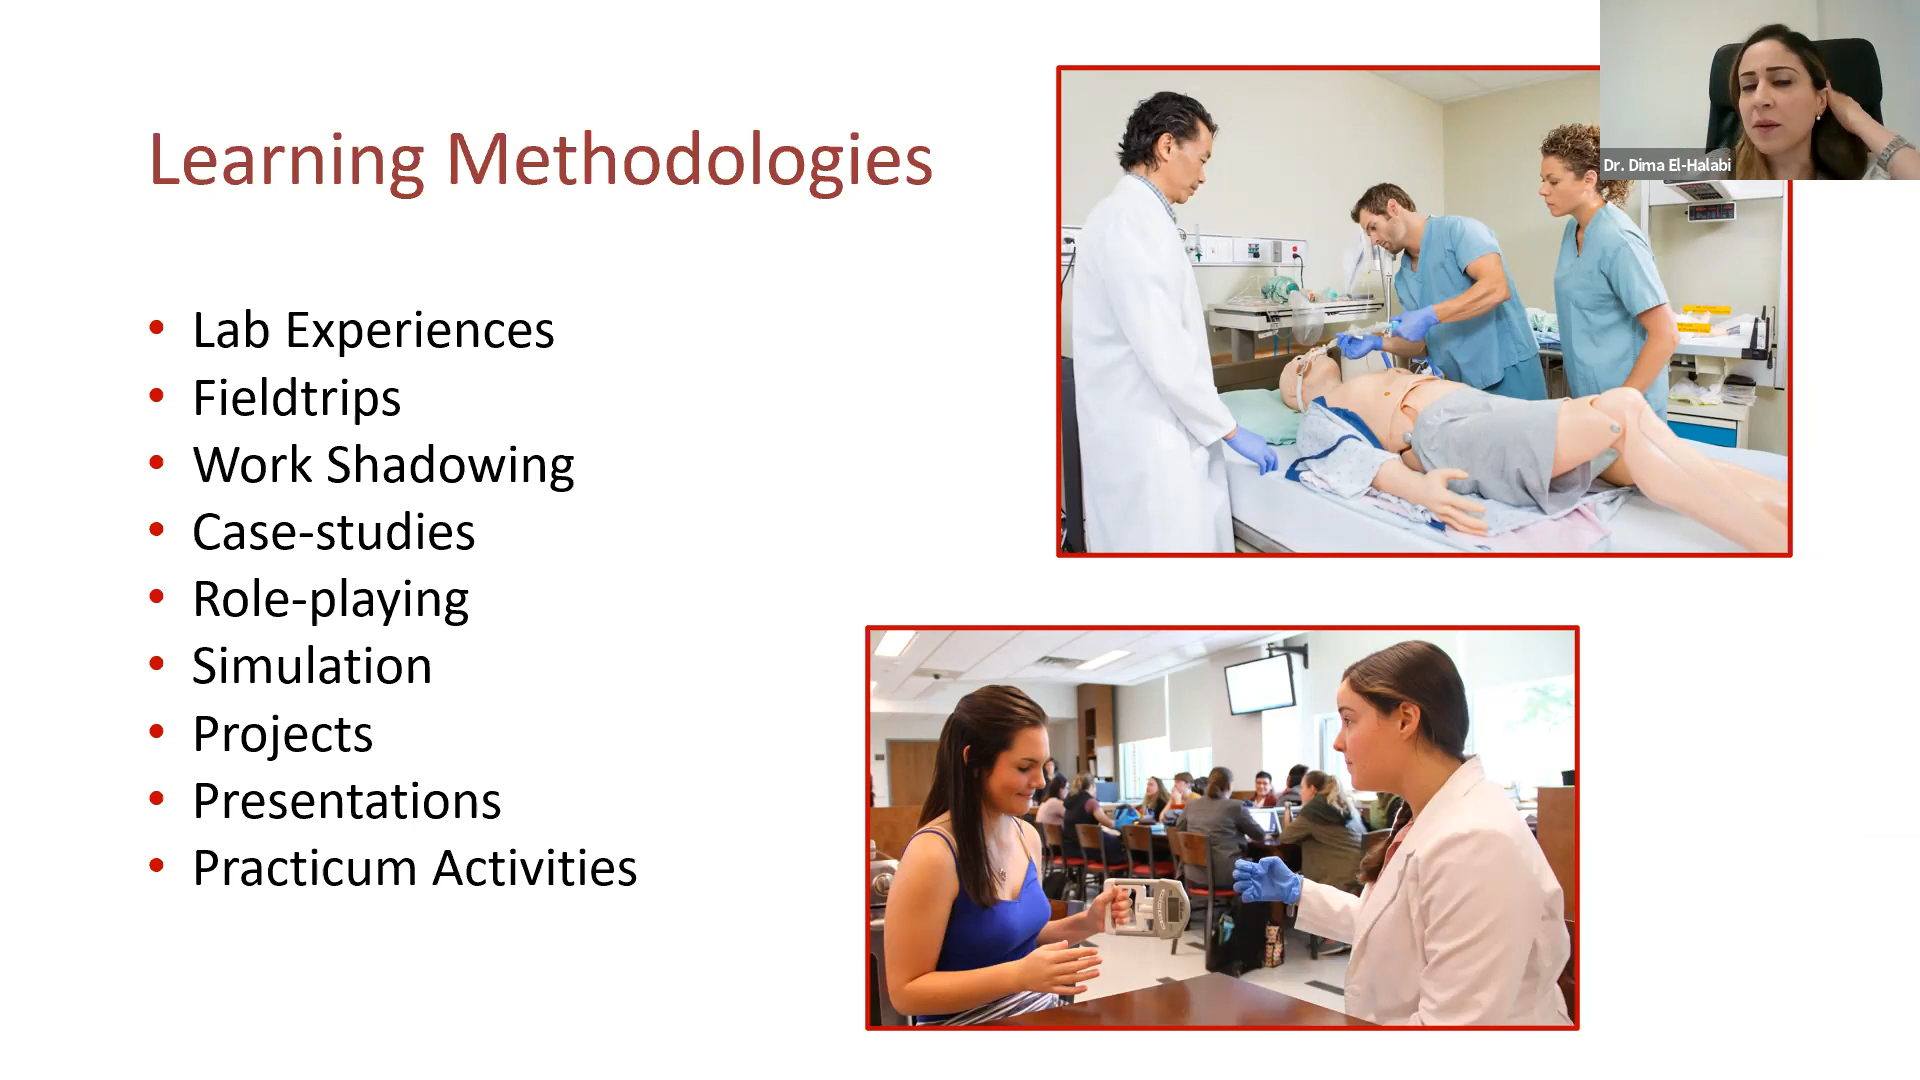 Learning Methodologies
• Lab Experiences
• Fieldtrips
• Work Shadowing
• Case-studies
• Role-playing
• Simulation
• Projects
• Presentations
• Practicum Activities
Dr. Dima El-Halabi